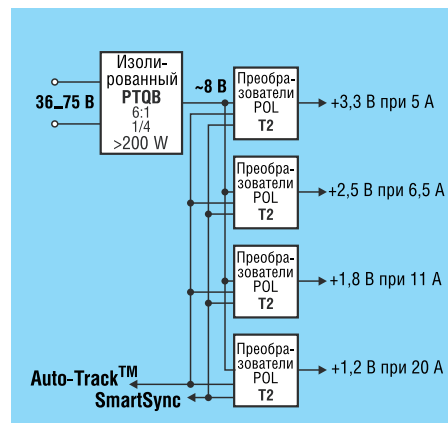 Изоли-
рованный
PTQB
6:1
1/4
>200 W
36...75 В
~8 В
Преобра-
зователи
POL
T2
+3,3 В при 5 А
Преобра-
зователи
POL
T2
+2,5 В при 6,5 А
Преобра-
зователи
POL
T2
+1,8 В при 11 А
Преобра-
зователи
POL
T2
+1,2 В при 20 А
Auto-Track™
SmartSync